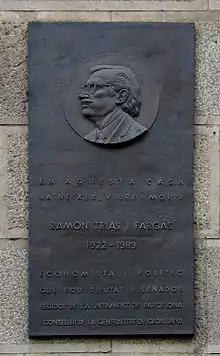 EN AQUESTA CASA
VA NÉIXER, VIURE I MORIR
RAMON TRIAS I FARGAS
1922-1989
ECONOMISTA I POLÍTIC
QUE FOU DIPUTAT I SENADOR
REGIDOR DE L'AJUNTAMENT DE BARCELONA
I CONSELLER DE LA GENERALITAT DE CATALUNYA